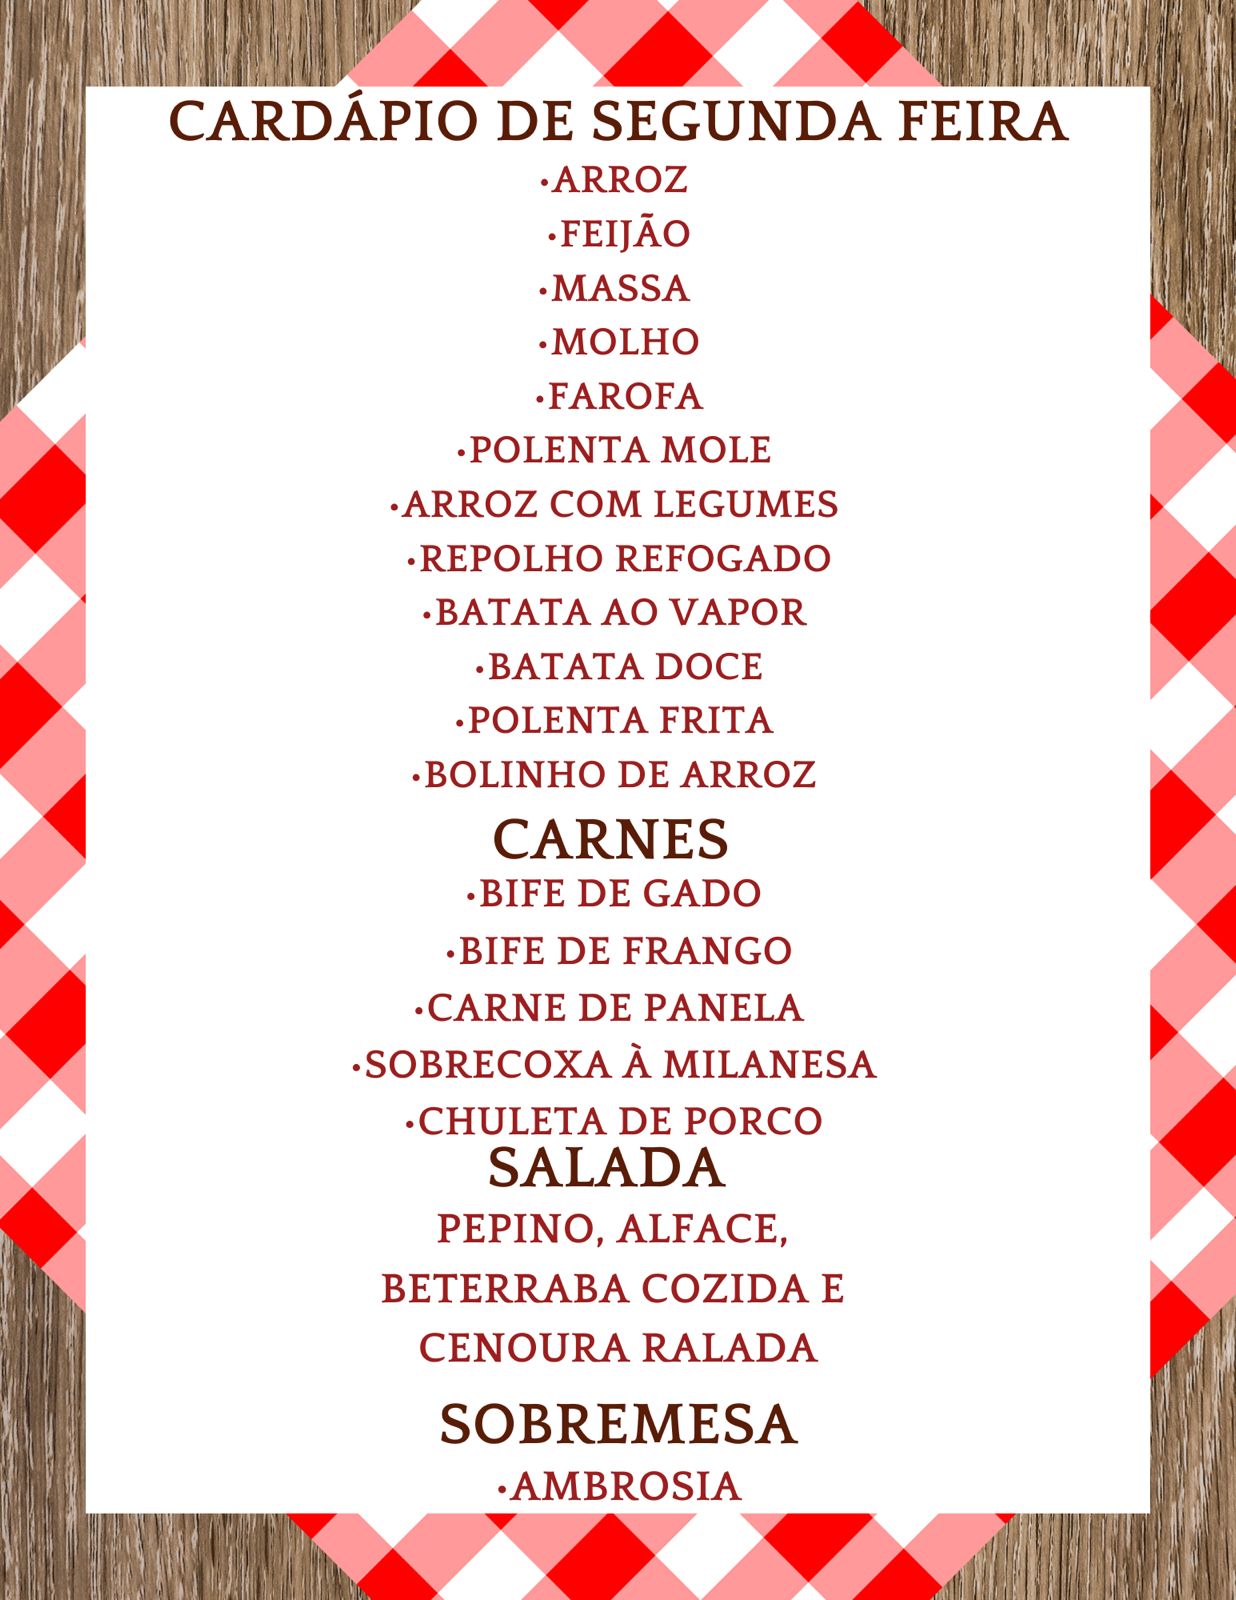 CARDÁPIO DE SEGUNDA FEIRA
•ARROZ
•FEIJÃO
•MASSA
•MOLHO
•FAROFA
•POLENTA MOLE
•ARROZ COM LEGUMES
•REPOLHO REFOGADO
•BATATA AO VAPOR
•BATATA DOCE
•POLENTA FRITA
•BOLINHO DE ARROZ
CARNES
•BIFE DE GADO
•BIFE DE FRANGO
•CARNE DE PANELA
•SOBRECOXA À MILANESA
•CHULETA DE PORCO
SALADA
PEPINO, ALFACE,
BETERRABA COZIDA E
CENOURA RALADA
SOBREMESA
•AMBROSIA